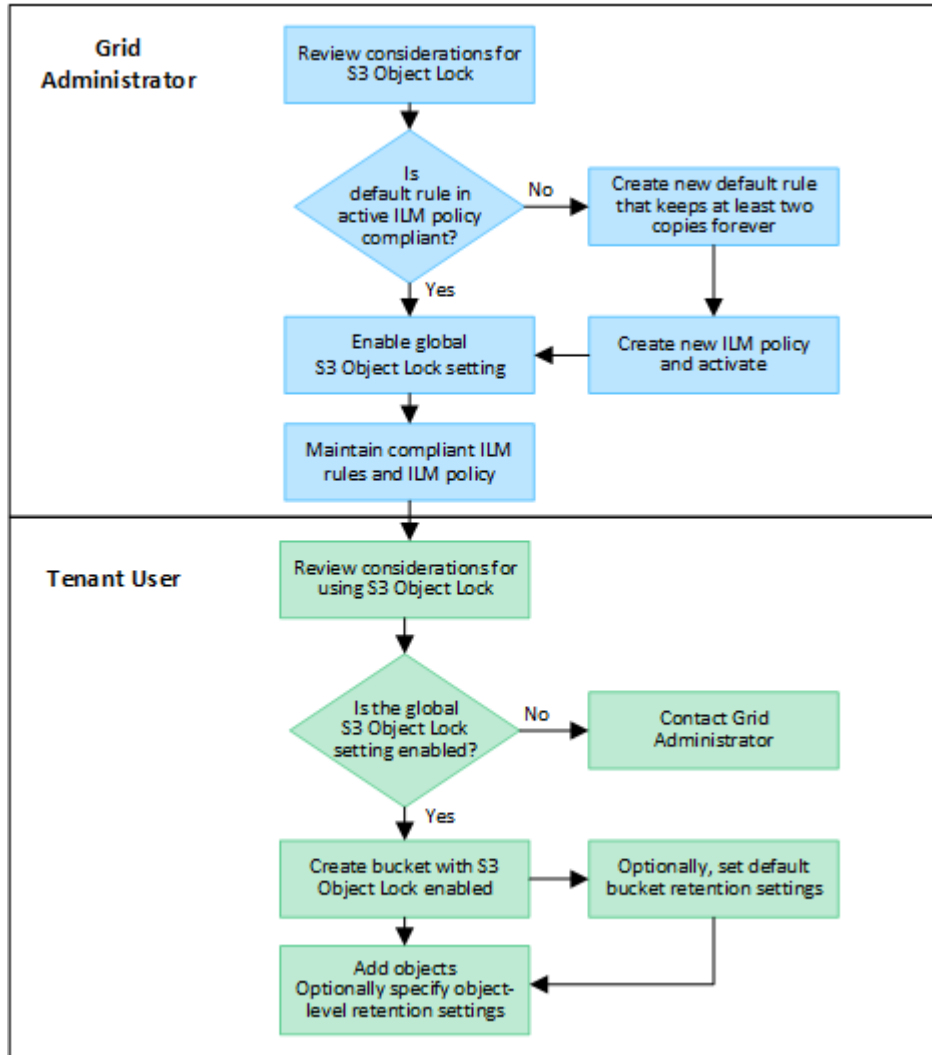 Grid
Administrator
Review considerations for
S3 Object Lock
Is
default rule in
active ILM policy
compliant?
No
Create new default rule
that keeps at least two
copies forever
Yes
Enable global
S3 Object Lock setting
Create new ILM policy
and activate
Maintain compliant ILM
rules and ILM policy
Tenant User
Review considerations for
using S3 Object Lock
Is the global
S3 Object Lock
setting enabled?
No
Contact Grid
Administrator
Yes
Create bucket with S3
Object Lock enabled
Optionally, set default
bucket retention settings
Add objects
Optionally specify object-
level retention settings